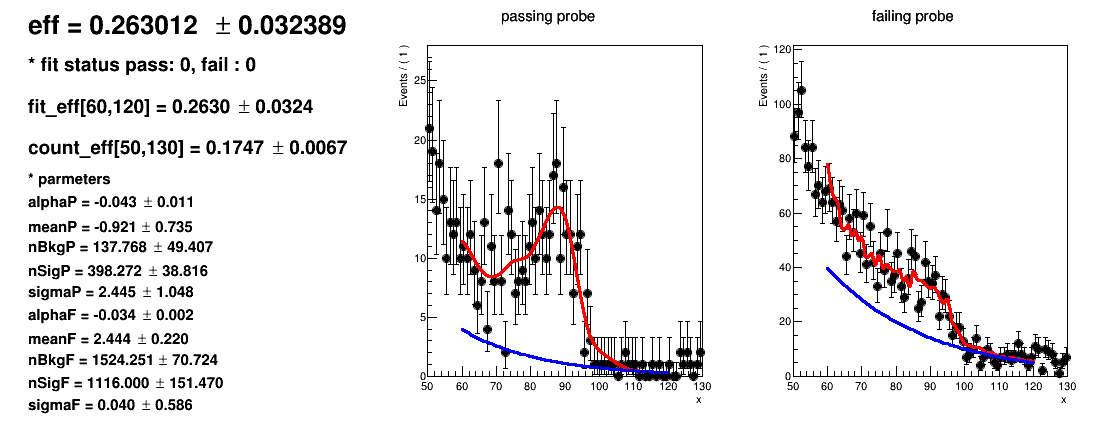 eff = 0.263012 ± 0.032389
* fit status pass: 0, fail : 0
fit_eff[60,120] = 0.2630 ± 0.0324
count_eff[50,130] = 0.1747 ± 0.0067
* parmeters
alphaP = -0.043 ± 0.011
meanP = -0.921 ± 0.735
nBkgP = 137.768 ± 49.407
nSigP = 398.272 ± 38.816
sigmaP = 2.445 ± 1.048
alphaF = -0.034 ± 0.002
meanF = 2.444 ± 0.220
nBkgF = 1524.251 ± 70.724
nSigF = 1116.000 ± 151.470
sigmaF = 0.040 ± 0.586
passing probe
Events / ( 1 )
25
20
15
10
5
0
50 60 70 80 90 100 110 120 130
x
failing probe
Events / ( 1 )
120
100
80
60
40
20
0
50 60 70 80 90 100 110 120 130
x